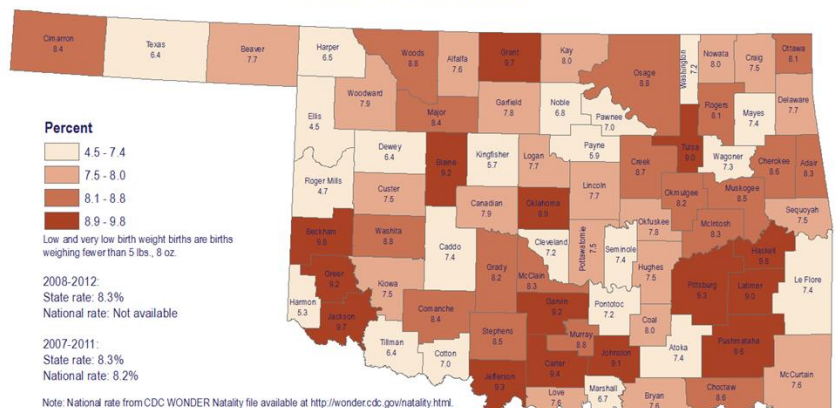 Cimarron
8.4
Texas
6.4
Beaver
7.7
Harper
6.5
Woods
8.8
Alfalfa
7.6
Grant
9.7
Kay
8.0
Osage
8.8
Washington
7.2
Nowata
8.0
Craig
7.5
Ottawa
8.1
Woodward
7.9
Ellis
4.5
Major
8.4
Garfield
7.8
Noble
6.8
Pawnee
7.0
Rogers
8.1
Mayes
7.4
Delaware
7.7
Percent
4.5 - 7.4
7.5 - 8.0
8.1 - 8.8
8.9 - 9.8
Low and very low birth weight births are births
weighing fewer than 5 lbs., 8 oz.
2008-2012:
State rate: 8.3%
National rate: Not available
2007-2011:
State rate: 8.3%
National rate: 8.2%
Dewey
6.4
Blaine
9.2
Kingfisher
5.7
Logan
7.7
Payne
5.9
Creek
8.7
Tulsa
9.0
Wagoner
7.3
Cherokee
8.6
Adair
8.3
Roger Mills
4.7
Custer
7.5
Canadian
7.9
Oklahoma
8.9
Lincoln
7.7
Okmulgee
8.2
Muskogee
8.5
Sequoyah
7.5
Beckham
Washita
8.8
Caddo
7.4
Grady
8.2
McClain
8.3
Cleveland
7.2
Pottawatomie
7.5
Seminole
7.4
Okfuskee
7.8
McIntosh
8.3
Haskell
Greer
9.2
Kiowa
7.5
Hughes
7.5
Pittsburg
9.3
Latimer
9.0
Le Flore
7.4
Harmon
5.3
Jackson
9.7
Comanche
8.4
Stephens
8.5
Garvin
9.2
Pontotoc
7.2
Coal
8.0
Murray
8.8
Tillman
6.4
Cotton
7.0
Jefferson
9.3
Carter
9.4
Johnston
9.1
Atoka
7.4
Pushmataha
9.6
McCurtain
7.6
Love
7.6
Marshall
6.7
Bryan
7.6
Choctaw
8.6
Note: National rate from CDC WONDER Natality file available at http://wonder.cdc.gov/natality.html.